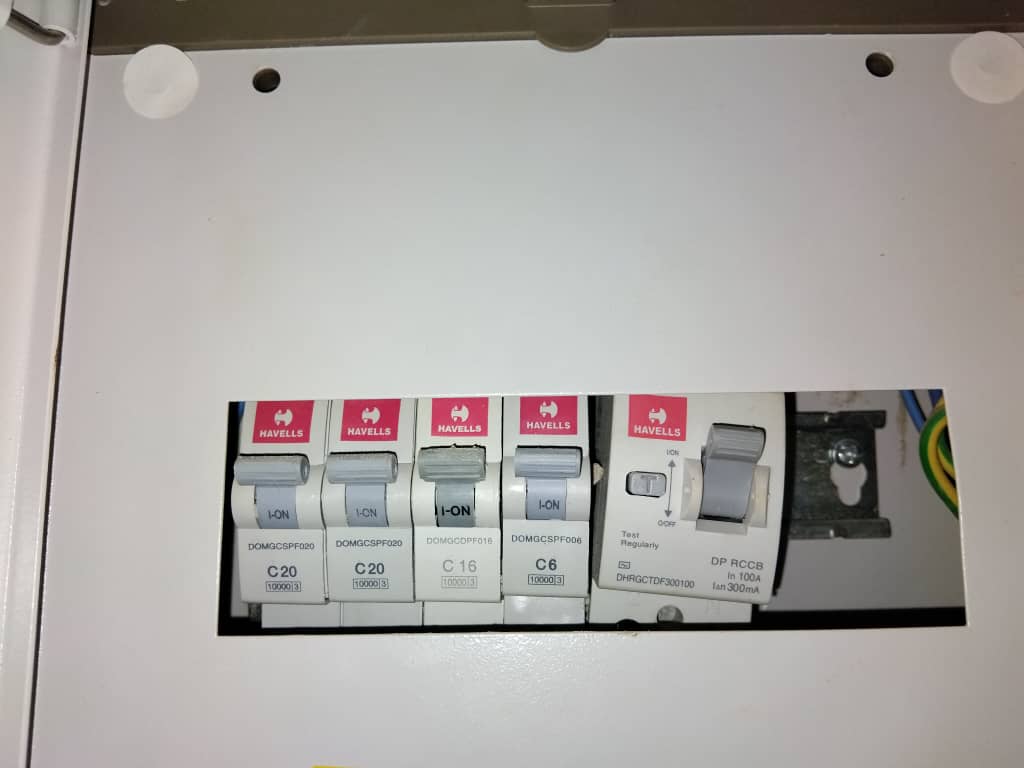 HAVELLS
I-ON
DOMGCSPF020
C20
10000 3
HAVELLS
I-ON
DOMGCSPF020
C20
10000 3
HAVELLS
I-ON
DOMGCDPF016
C 16
10000 3
HAVELLS
I-ON
DOMGCSPF006
C6
10000 3
HAVELLS
I/ON
T
O/OFF
Test
Regularly
DP RCCB
In 100A
DHRGCTDF300100
IΔn 300mA